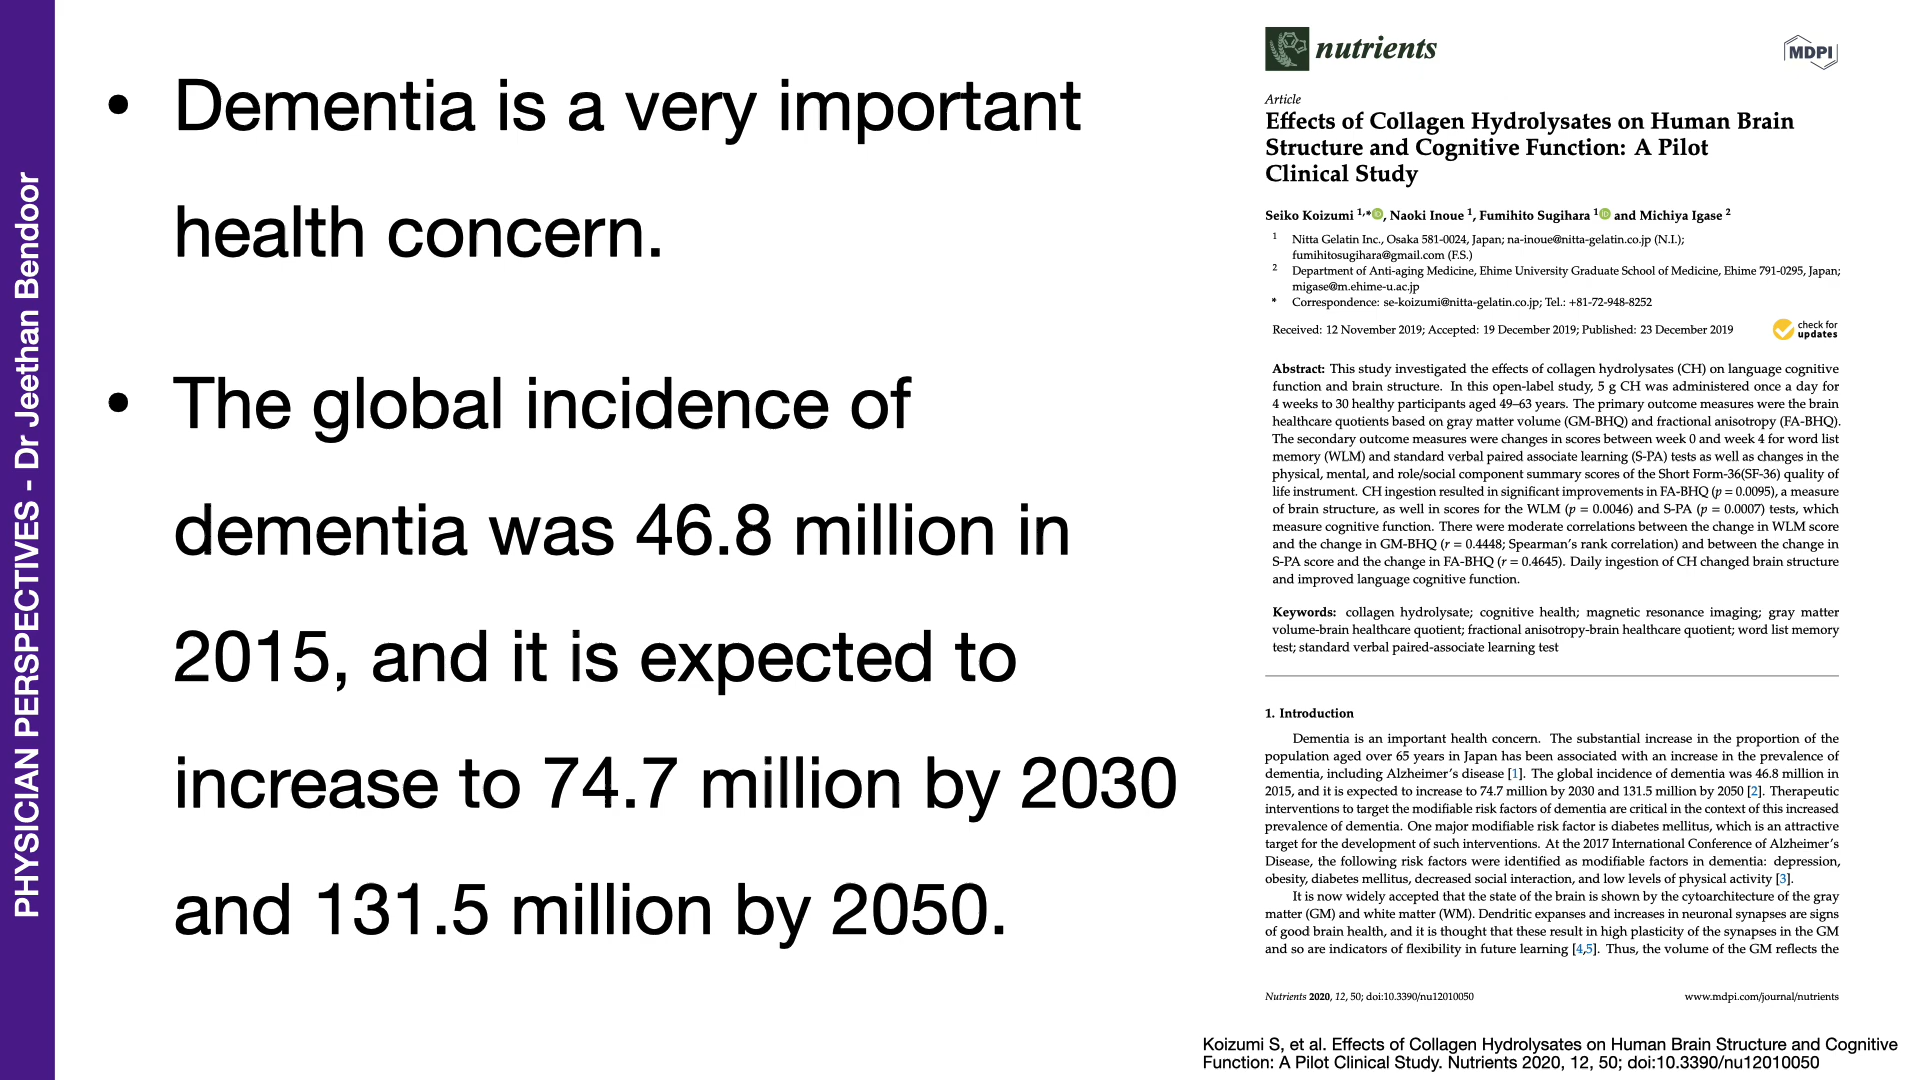 PHYSICIAN PERSPECTIVES - Dr Jeethan Bendoor
• Dementia is a very important
health concern.
• The global incidence of
dementia was 46.8 million in
2015, and it is expected to
increase to 74.7 million by 2030
and 131.5 million by 2050.
nutrients
MDPI
Article
Effects of Collagen Hydrolysates on Human Brain
Structure and Cognitive Function: A Pilot
Clinical Study
Seiko Koizumi 1,*, Naoki Inoue 1, Fumihito Sugihara 1 and Michiya Igase 2
1 Nitta Gelatin Inc., Osaka 581-0024, Japan; na-inoue@nitta-gelatin.co.jp (N.I.);
fumihitosugihara@gmail.com (F.S.)
2 Department of Anti-aging Medicine, Ehime University Graduate School of Medicine, Ehime 791-0295, Japan;
migase@m.ehime-u.ac.jp
* Correspondence: se-koizumi@nitta-gelatin.co.jp; Tel.: +81-72-948-8252
Received: 12 November 2019; Accepted: 19 December 2019; Published: 23 December 2019
check for
updates
Abstract: This study investigated the effects of collagen hydrolysates (CH) on language cognitive
function and brain structure. In this open-label study, 5 g CH was administered once a day for
4 weeks to 30 healthy participants aged 49–63 years. The primary outcome measures were the brain
healthcare quotients based on gray matter volume (GM-BHQ) and fractional anisotropy (FA-BHQ).
The secondary outcome measures were changes in scores between week 0 and week 4 for word list
memory (WLM) and standard verbal paired associate learning (S-PA) tests as well as changes in the
physical, mental, and role/social component summary scores of the Short Form-36(SF-36) quality of
life instrument. CH ingestion resulted in significant improvements in FA-BHQ (p = 0.0095), a measure
of brain structure, as well in scores for the WLM (p = 0.0046) and S-PA (p = 0.0007) tests, which
measure cognitive function. There were moderate correlations between the change in WLM score
and the change in GM-BHQ (r = 0.4448; Spearman’s rank correlation) and between the change in
S-PA score and the change in FA-BHQ (r = 0.4645). Daily ingestion of CH changed brain structure
and improved language cognitive function.
Keywords: collagen hydrolysate; cognitive health; magnetic resonance imaging; gray matter
volume-brain healthcare quotient; fractional anisotropy-brain healthcare quotient; word list memory
test; standard verbal paired-associate learning test
1. Introduction
Dementia is an important health concern. The substantial increase in the proportion of the
population aged over 65 years in Japan has been associated with an increase in the prevalence of
dementia, including Alzheimer’s disease [1]. The global incidence of dementia was 46.8 million in
2015, and it is expected to increase to 74.7 million by 2030 and 131.5 million by 2050 [2]. Therapeutic
interventions to target the modifiable risk factors of dementia are critical in the context of this increased
prevalence of dementia. One major modifiable risk factor is diabetes mellitus, which is an attractive
target for the development of such interventions. At the 2017 International Conference of Alzheimer’s
Disease, the following risk factors were identified as modifiable factors in dementia: depression,
obesity, diabetes mellitus, decreased social interaction, and low levels of physical activity [3].
It is now widely accepted that the state of the brain is shown by the cytoarchitecture of the gray
matter (GM) and white matter (WM). Dendritic expanses and increases in neuronal synapses are signs
of good brain health, and it is thought that these result in high plasticity of the synapses in the GM
and so are indicators of flexibility in future learning [4,5]. Thus, the volume of the GM reflects the
Nutrients 2020, 12, 50; doi:10.3390/nu12010050
www.mdpi.com/journal/nutrients
Koizumi S, et al. Effects of Collagen Hydrolysates on Human Brain Structure and Cognitive
Function: A Pilot Clinical Study. Nutrients 2020, 12, 50; doi:10.3390/nu12010050